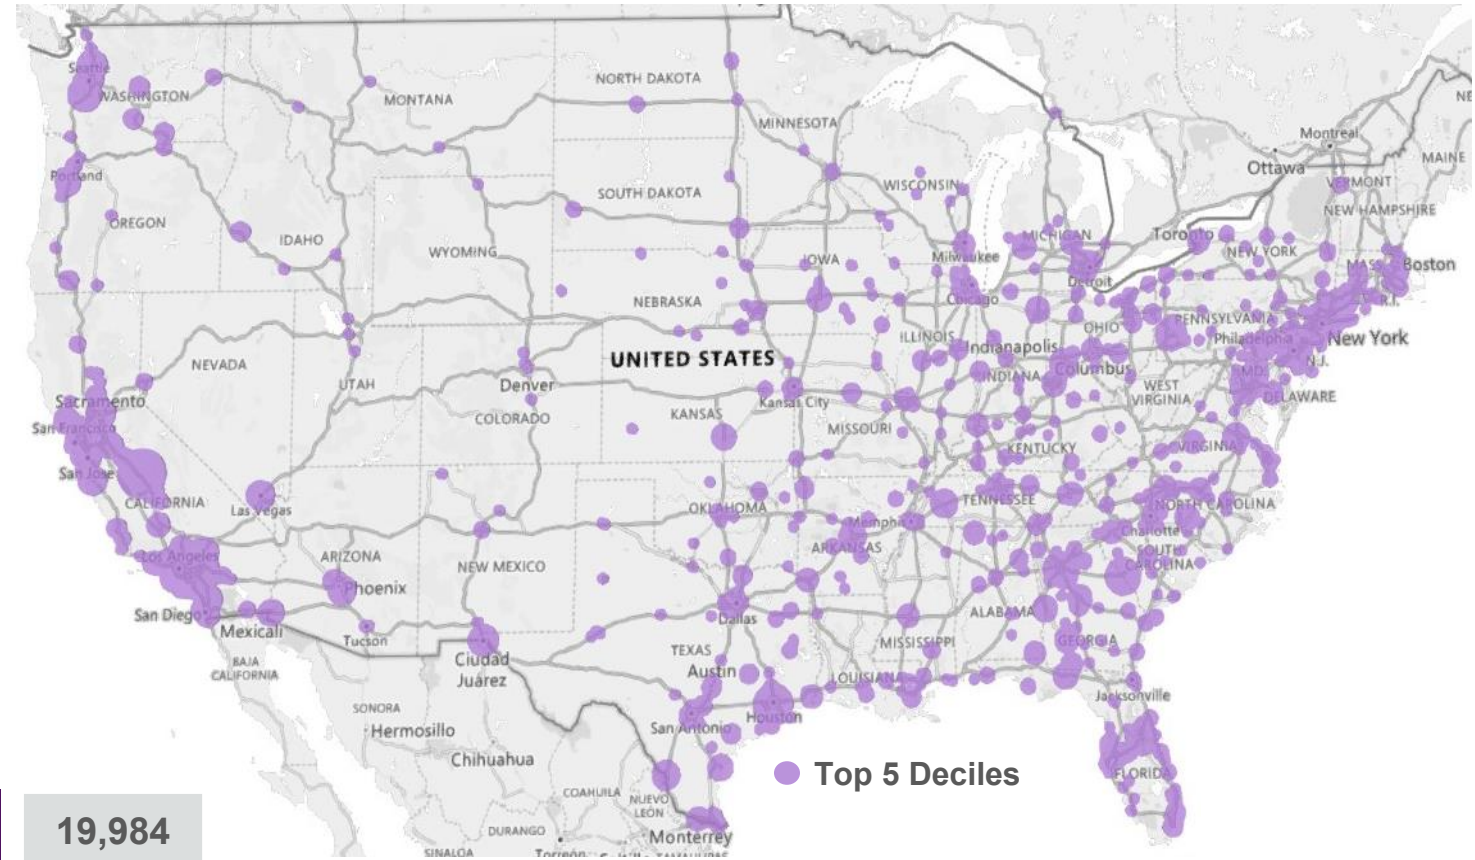 Seattle
WASHINGTON
MONTANA
NORTH DAKOTA
MINNESOTA
Montreal
Ottawa
MAINE
Portland
OREGON
IDAHO
WYOMING
SOUTH DAKOTA
WISCONSIN
VERMONT
NEW HAMPSHIRE
MICHIGAN
Toronto
NEW YORK
MASS.
Boston
Milwaukee
IOWA
Detroit
R.I.
NEBRASKA
Chicago
NEVADA
UTAH
UNITED STATES
ILLINOIS
Indianapolis
INDIANA
OHIO
Columbus
PENNSYLVANIA
Philadelphia
New York
N.J.
MD.
DELAWARE
Sacramento
San Francisco
San Jose
CALIFORNIA
Las Vegas
Denver
COLORADO
KANSAS
Kansas City
MISSOURI
KENTUCKY
WEST
VIRGINIA
VIRGINIA
Los Angeles
ARIZONA
Phoenix
NEW MEXICO
OKLAHOMA
ARKANSAS
Memphis
TENNESSEE
NORTH CAROLINA
Charlotte
SOUTH
CAROLINA
San Diego
Mexicali
Tucson
Dallas
MISSISSIPPI
ALABAMA
GEORGIA
BAJA
CALIFORNIA
Ciudad
Juárez
TEXAS
Austin
LOUISIANA
Jacksonville
SONORA
Hermosillo
Chihuahua
San Antonio
Houston
FLORIDA
Top 5 Deciles
COAHUILA
NUEVO
LEÓN
DURANGO
Monterrey
SINALOA
Torreón
TAMAULIPAS
19,984